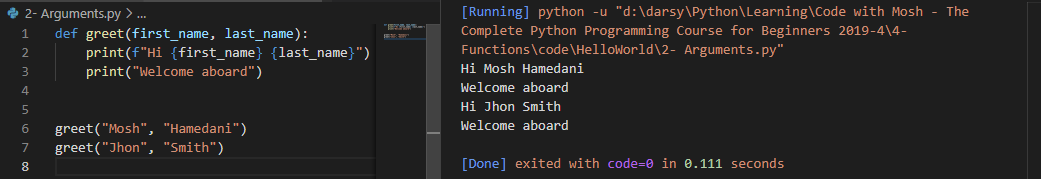 2- Arguments.py > ...
1 def greet(first_name, last_name):
2     print(f"Hi {first_name} {last_name}")
3     print("Welcome aboard")
4
5
6 greet("Mosh", "Hamedani")
7 greet("Jhon", "Smith")
8
[Running] python -u "d:\darsy\Python\Learning\Code with Mosh - The
Complete Python Programming Course for Beginners 2019-4\4-
Functions\code\HelloWorld\2- Arguments.py"
Hi Mosh Hamedani
Welcome aboard
Hi Jhon Smith
Welcome aboard
[Done] exited with code=0 in 0.111 seconds